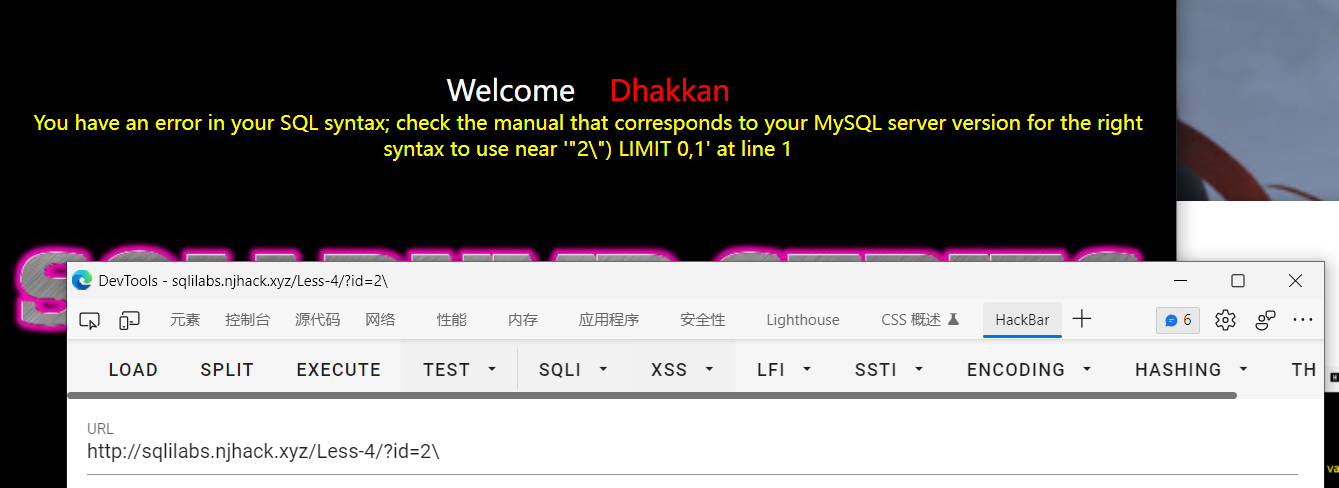 Welcome Dhakkan
You have an error in your SQL syntax; check the manual that corresponds to your MySQL server version for the right
syntax to use near '"2\") LIMIT 0,1' at line 1
DevTools - sqlilabs.njhack.xyz/Less-4/?id=2\
元素 控制台 源代码 网络 性能 内存 应用程序 安全性 Lighthouse CSS 概述 HackBar 6
LOAD SPLIT EXECUTE TEST SQLI XSS LFI SSTI ENCODING HASHING TH
URL
http://sqlilabs.njhack.xyz/Less-4/?id=2\
va